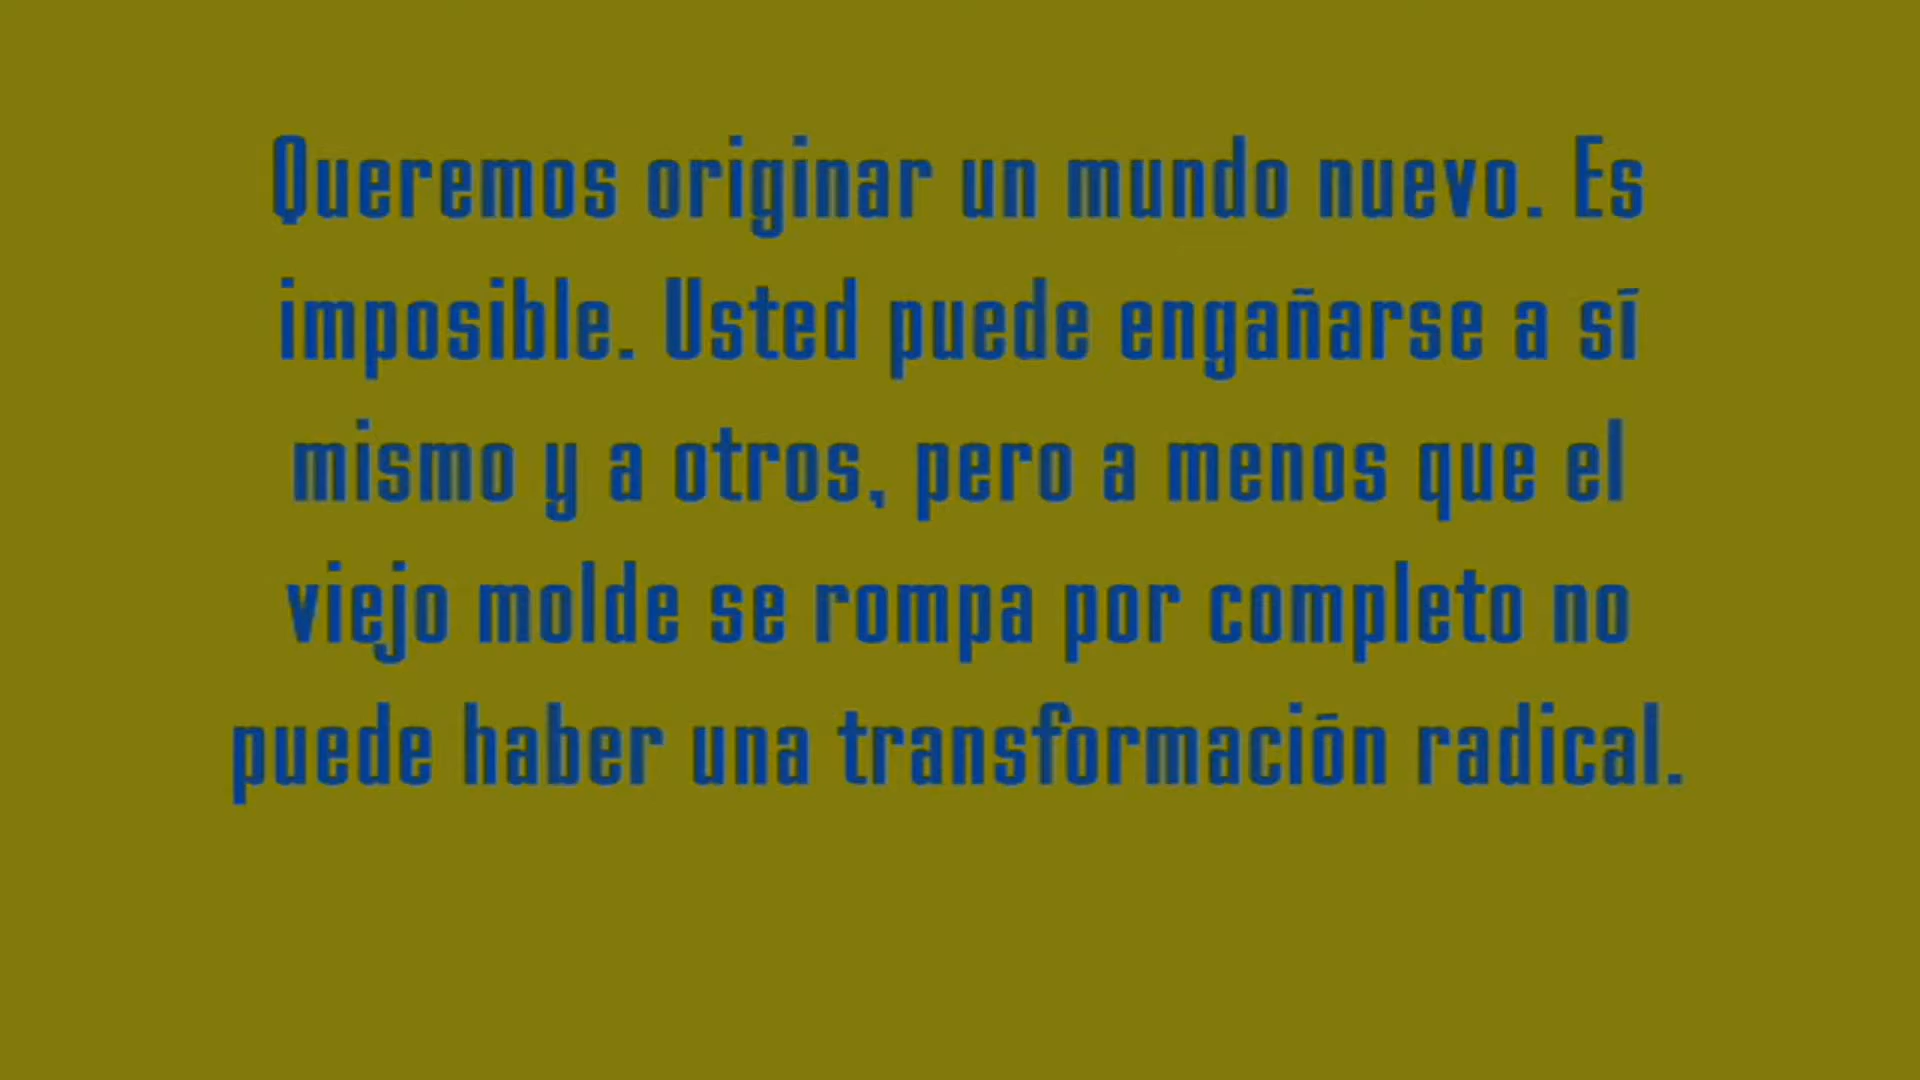 Queremos originar un mundo nuevo. Es
imposible. Usted puede engañarse a sí
mismo y a otros, pero a menos que el
viejo molde se rompa por completo no
puede haber una transformación radical.